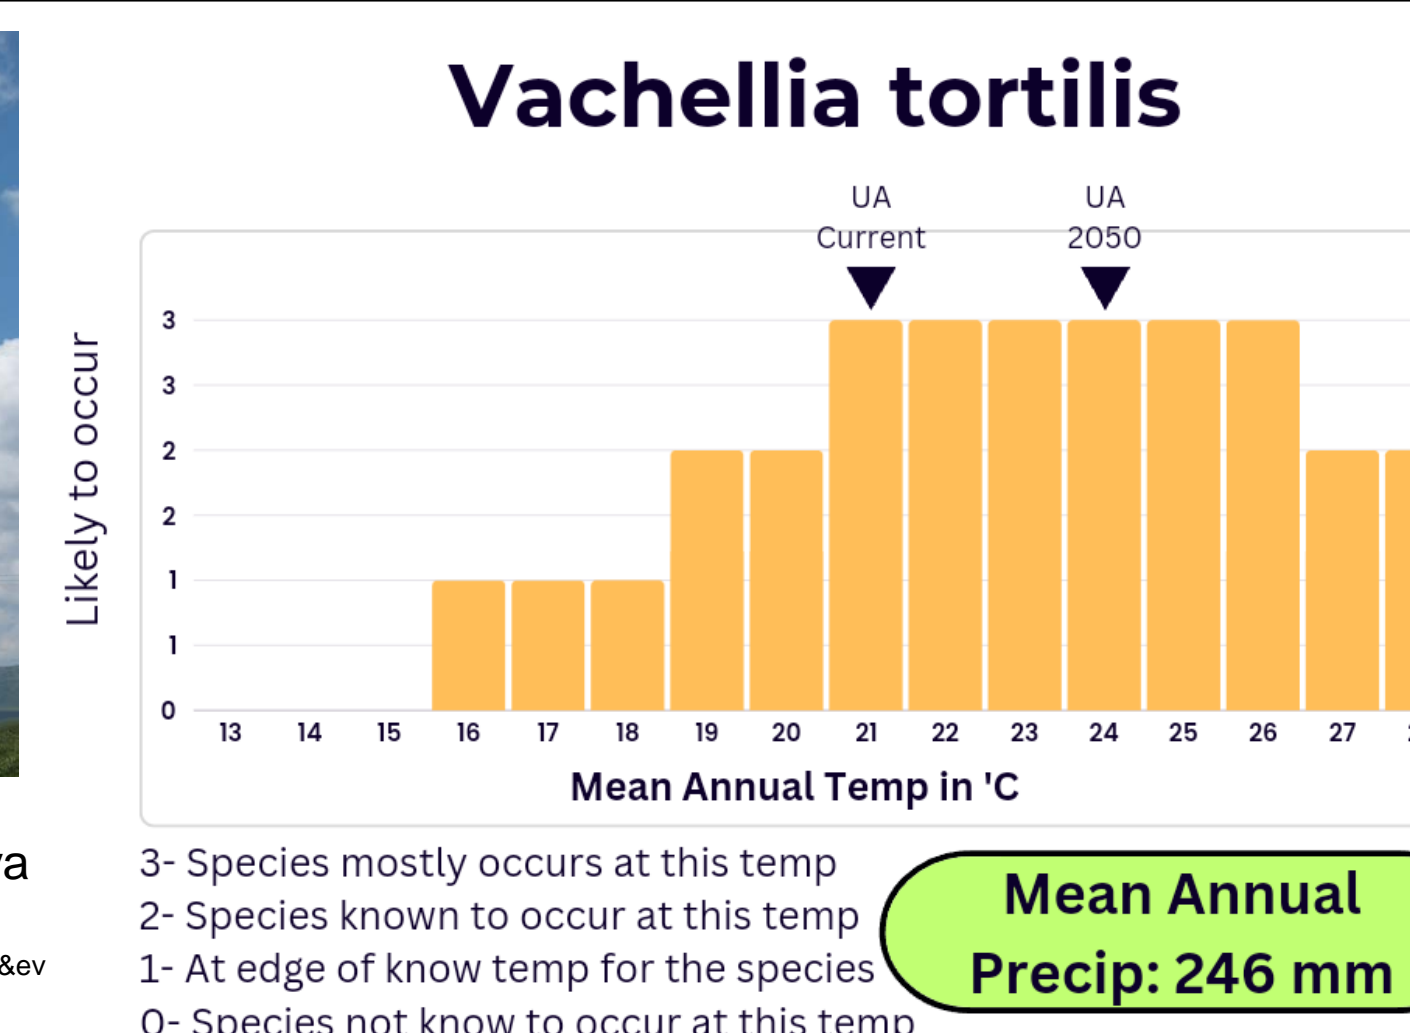 Vachellia tortilis
UA
Current
UA
2050
Likely to occur
3
3
2
2
1
1
0
13 14 15 16 17 18 19 20 21 22 23 24 25 26 27
Mean Annual Temp in 'C
3- Species mostly occurs at this temp
2- Species known to occur at this temp
1- At edge of know temp for the species
0- Species not know to occur at this temp
Mean Annual
Precip: 246 mm
&ev